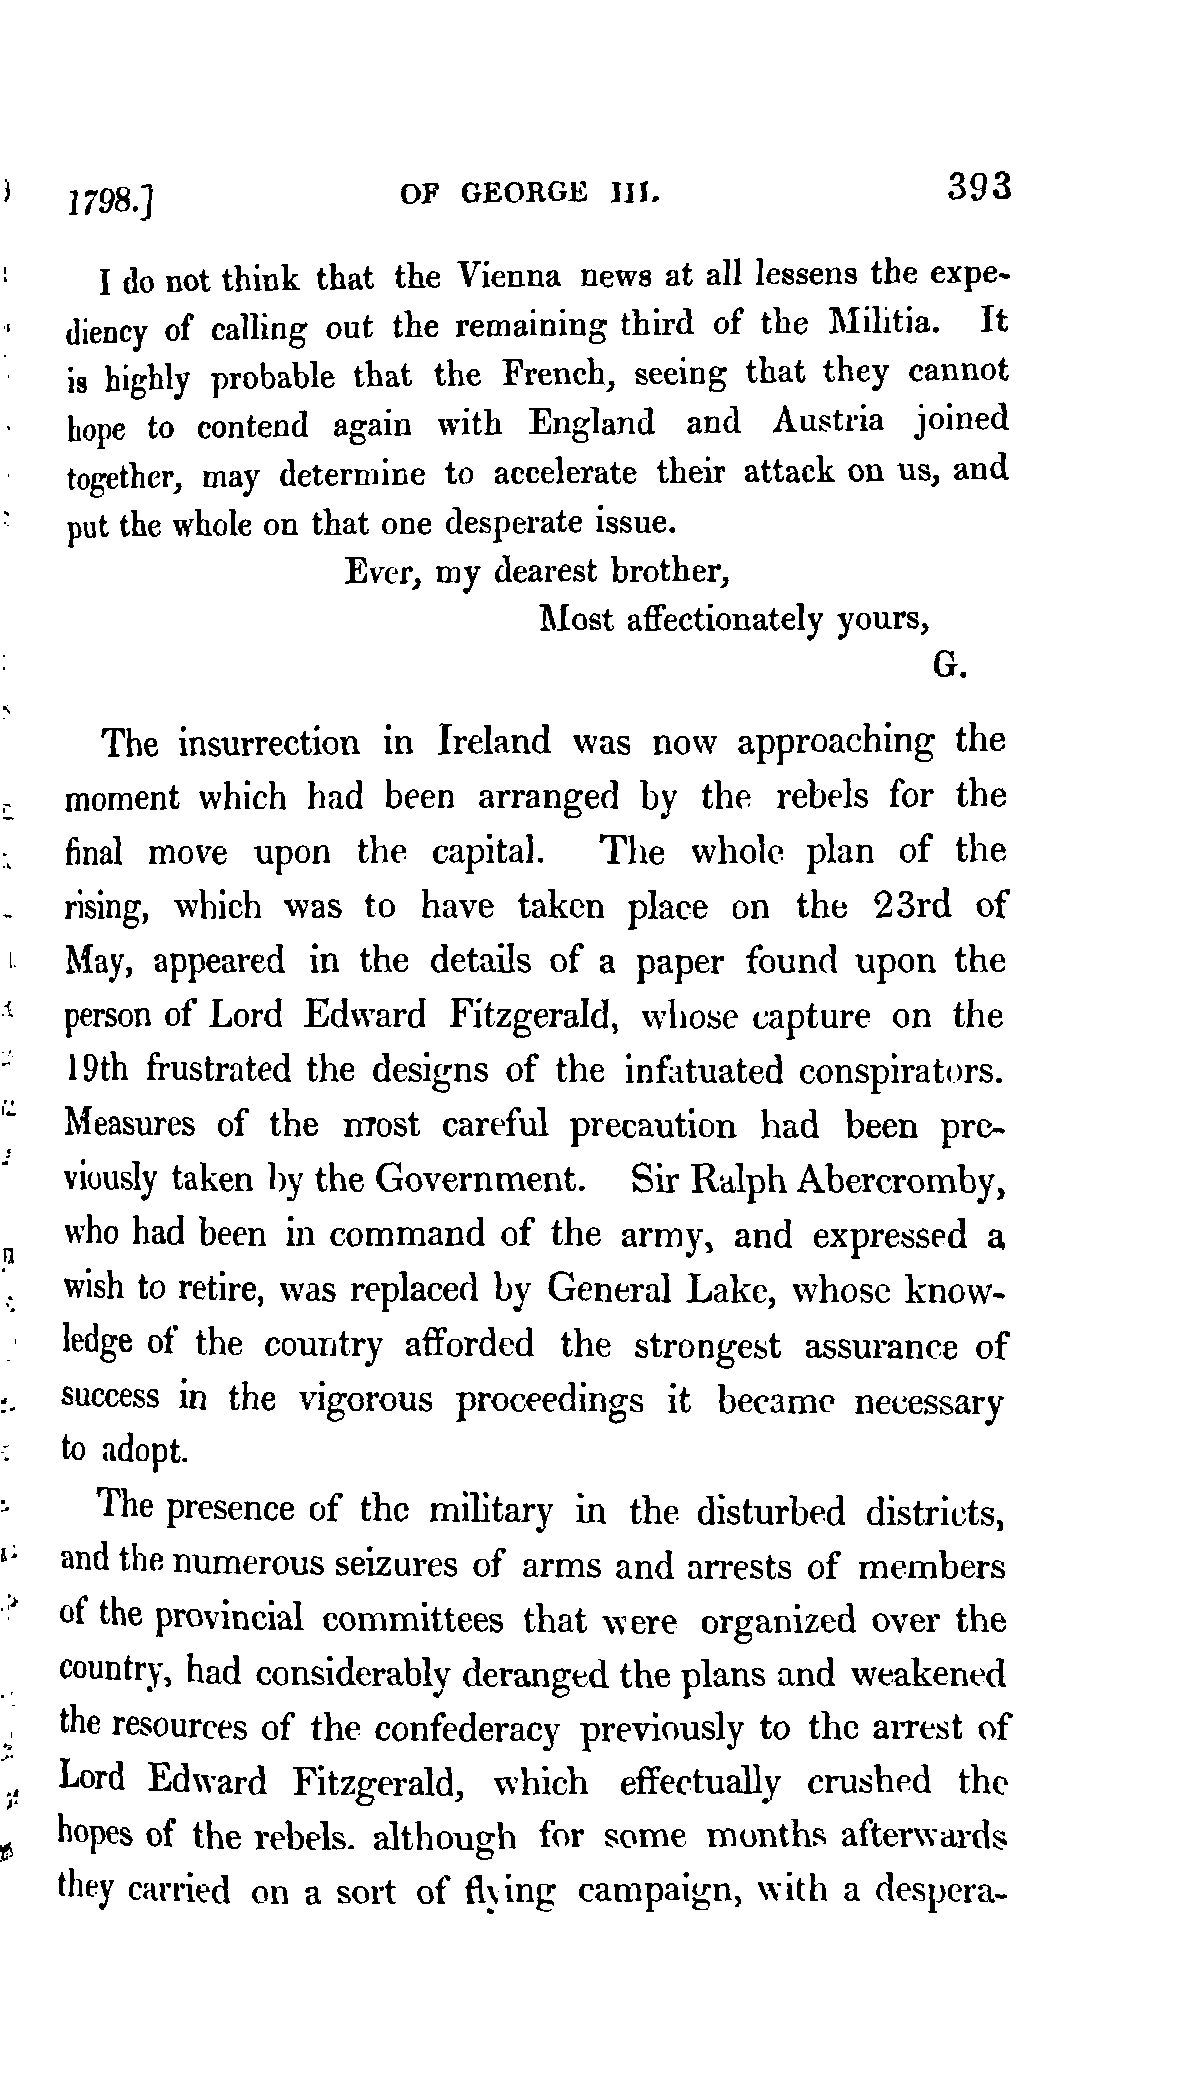 1798.] OF GEORGE III. 393
I do not think that the Vienna news at all lessens the expe-
diency of calling out the remaining third of the Militia. It
is highly probable that the French, seeing that they cannot
hope to contend again with England and Austria joined
together, may determine to accelerate their attack on us, and
put the whole on that one desperate issue.
Ever, my dearest brother,
Most affectionately yours,
G.
The insurrection in Ireland was now approaching the
moment which had been arranged by the rebels for the
final move upon the capital. The whole plan of the
rising, which was to have taken place on the 23rd of
May, appeared in the details of a paper found upon the
person of Lord Edward Fitzgerald, whose capture on the
19th frustrated the designs of the infatuated conspirators.
Measures of the most careful precaution had been pre-
viously taken by the Government. Sir Ralph Abercromby,
who had been in command of the army, and expressed a
wish to retire, was replaced by General Lake, whose know-
ledge of the country afforded the strongest assurance of
success in the vigorous proceedings it became necessary
to adopt.
The presence of the military in the disturbed districts,
and the numerous seizures of arms and arrests of members
of the provincial committees that were organized over the
country, had considerably deranged the plans and weakened
the resources of the confederacy previously to the arrest of
Lord Edward Fitzgerald, which effectually crushed the
hopes of the rebels. although for some months afterwards
they carried on a sort of flying campaign, with a despera-